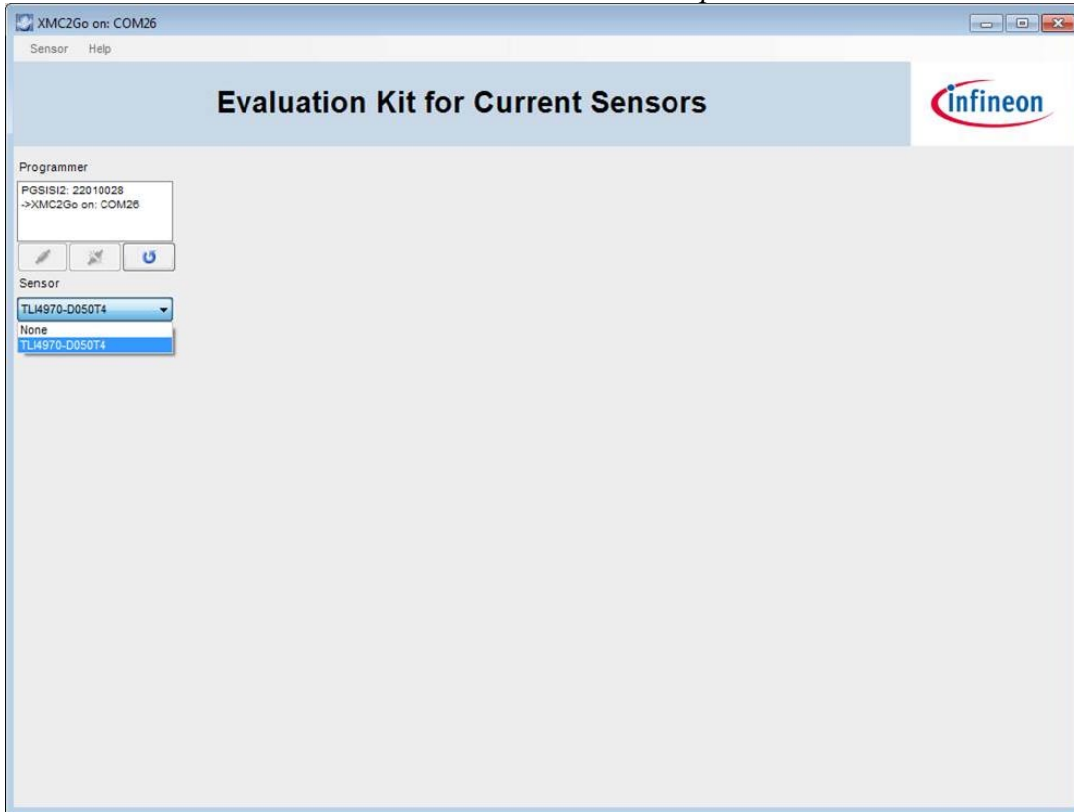 XMC2Go on: COM26
Sensor Help
Evaluation Kit for Current Sensors
infineon
Programmer
PGSISI2: 22010028
->XMC2Go on: COM26
Sensor
TLI4970-D050T4
None
TLI4970-D050T4